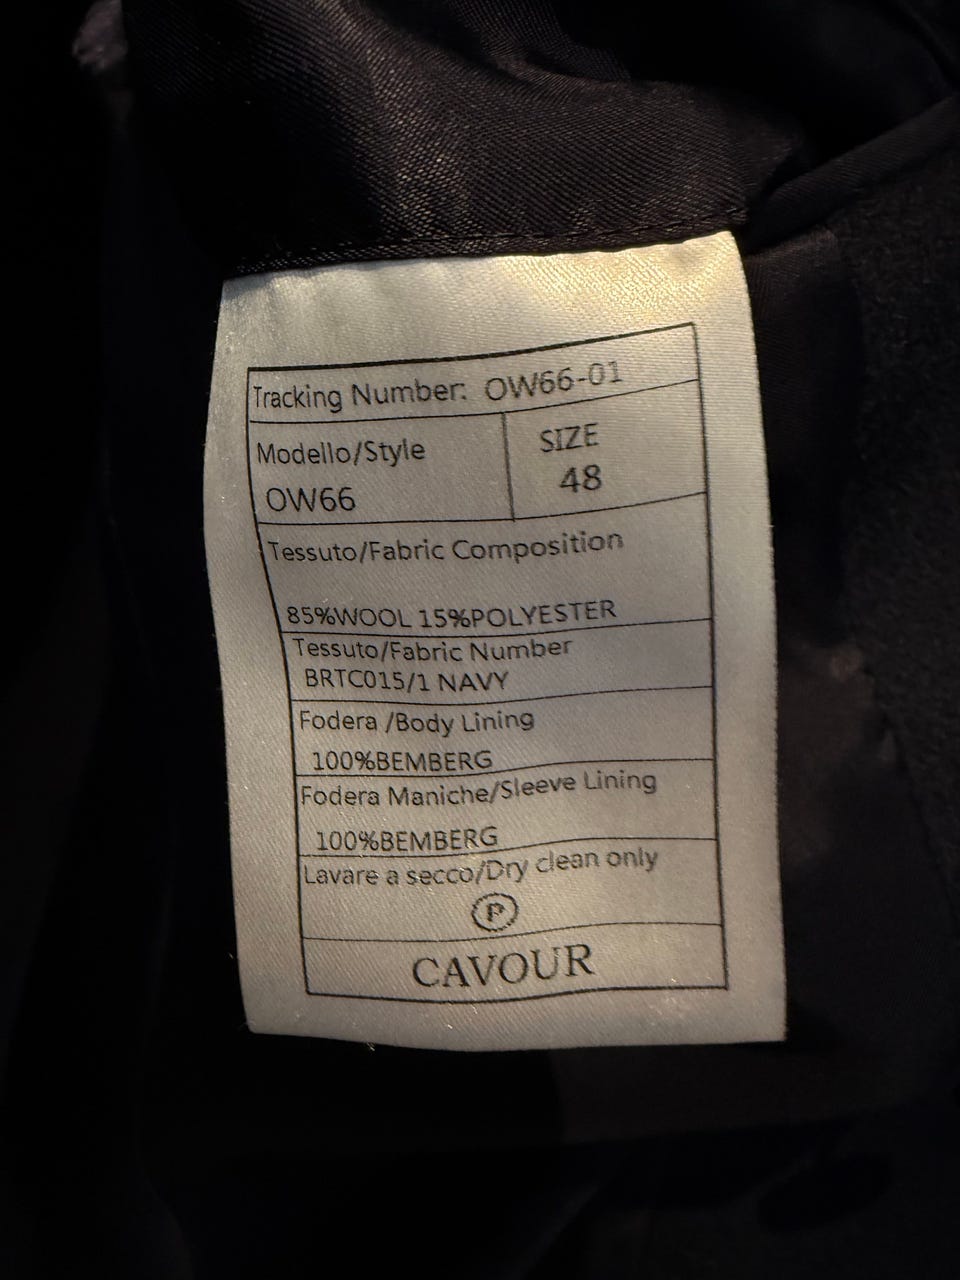 Tracking Number: OW66-01
Modello/Style
OW66
SIZE
48
Tessuto/Fabric Composition
85%WOOL 15%POLYESTER
Tessuto/Fabric Number
BRTC015/1 NAVY
Fodera /Body Lining
100%BEMBERG
Fodera Maniche/Sleeve Lining
100%BEMBERG
Lavare a secco/Dry clean only
P
CAVOUR